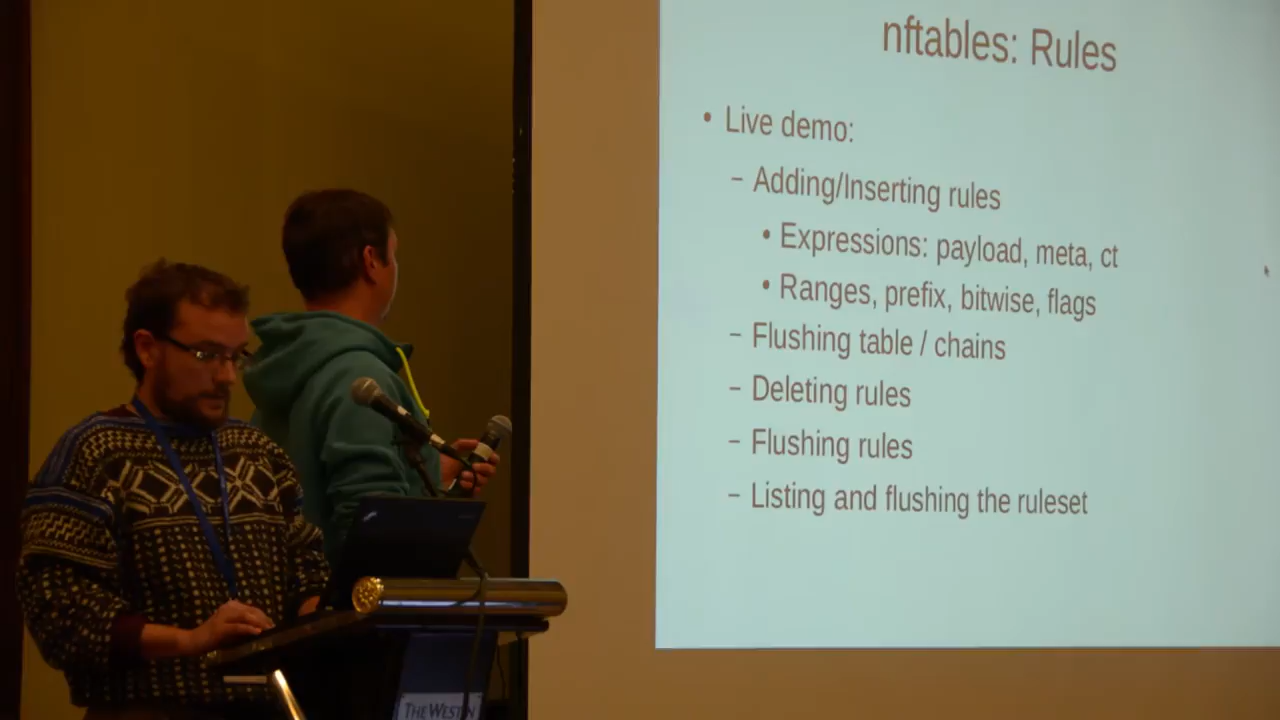 nftables: Rules
• Live demo:
– Adding/Inserting rules
• Expressions: payload, meta, ct
• Ranges, prefix, bitwise, flags
– Flushing table / chains
– Deleting rules
– Flushing rules
– Listing and flushing the ruleset
THE WESTIN